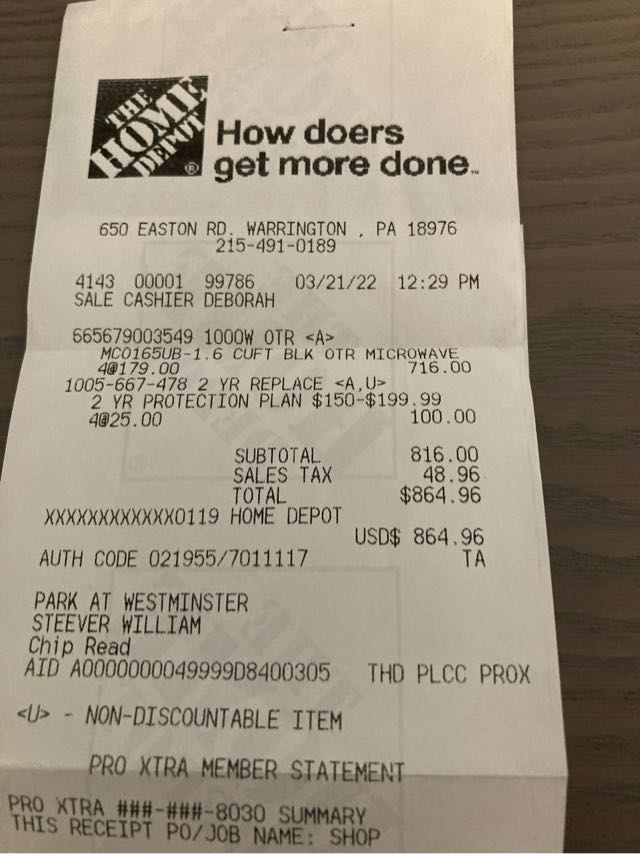 THE
HOME
DEPOT
®
How doers
get more done™
650 EASTON RD. WARRINGTON , PA 18976
215-491-0189
4143 00001 99786 03/21/22 12:29 PM
SALE CASHIER DEBORAH
665679003549 1000W OTR <A>
MCO165UB-1.6 CUFT BLK OTR MICROWAVE
4@179.00 716.00
1005-667-478 2 YR REPLACE <A,U>
2 YR PROTECTION PLAN $150-$199.99
4@25.00 100.00
SUBTOTAL 816.00
SALES TAX 48.96
TOTAL $864.96
XXXXXXXXXXXX0119 HOME DEPOT
USD$ 864.96
AUTH CODE 021955/7011117 TA
PARK AT WESTMINSTER
STEEVER WILLIAM
Chip Read
AID A0000000049999D8400305 THD PLCC PROX
<U> - NON-DISCOUNTABLE ITEM
PRO XTRA MEMBER STATEMENT
PRO XTRA ###-###-8030 SUMMARY
THIS RECEIPT PO/JOB NAME: SHOP